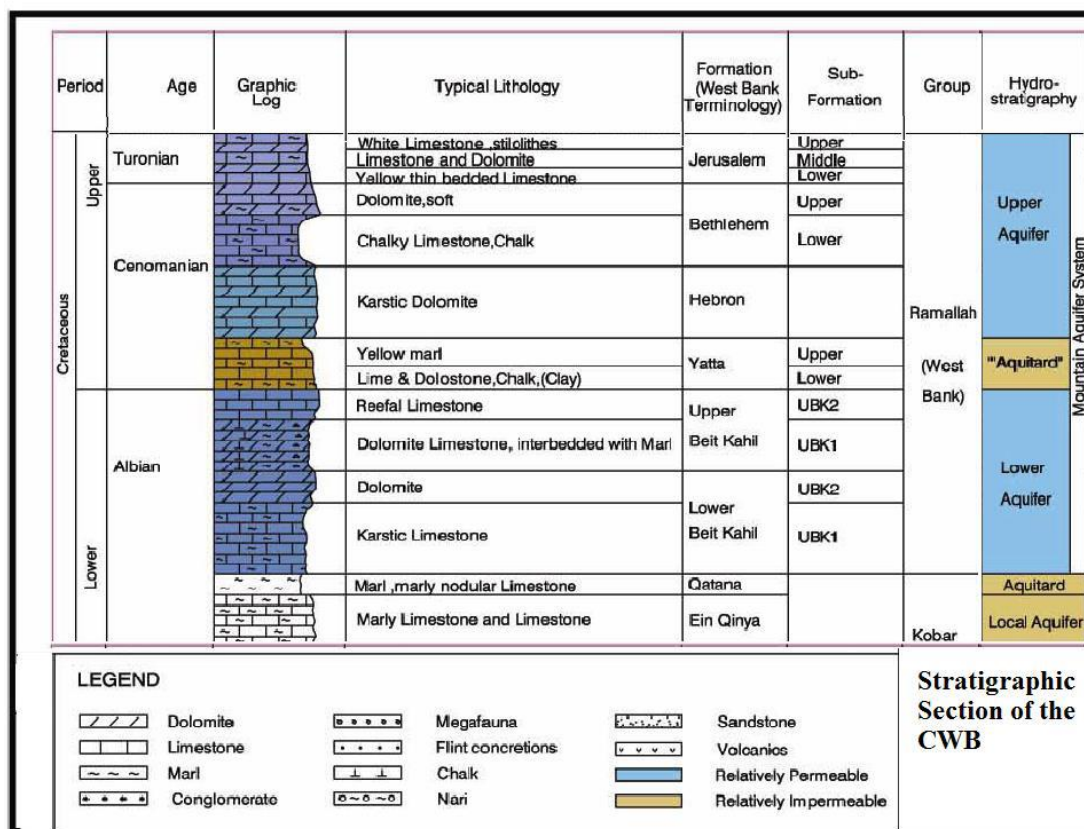 Period
Age
Graphic
Log
Typical Lithology
Formation
(West Bank
Terminology)
Sub-
Formation
Group
Hydro-
stratigraphy
Cretaceous
Upper
Lower
Turonian
Cenomanian
Albian
White Limestone ,stilolithes
Limestone and Dolomite
Yellow thin bedded Limestone
Dolomite,soft
Chalky Limestone,Chalk
Karstic Dolomite
Yellow marl
Lime & Dolostone,Chalk,(Clay)
Reefal Limestone
Dolomite Limestone, interbedded with Marl
Dolomite
Karstic Limestone
Marl ,marly nodular Limestone
Marly Limestone and Limestone
Jerusalem
Bethlehem
Hebron
Yatta
Upper
Beit Kahil
Lower
Beit Kahil
Qatana
Ein Qinya
Upper
Middle
Lower
Upper
Lower
Upper
Lower
UBK2
UBK1
UBK2
UBK1
Ramallah
(West
Bank)
Kobar
Upper
Aquifer
""Aquitard"
Lower
Aquifer
Aquitard
Local Aquifer
Mountain Aquifer System
LEGEND
Dolomite
Limestone
Marl
Conglomerate
Megafauna
Flint concretions
Chalk
Nari
Sandstone
Volcanics
Relatively Permeable
Relatively Impermeable
Stratigraphic
Section of the
CWB